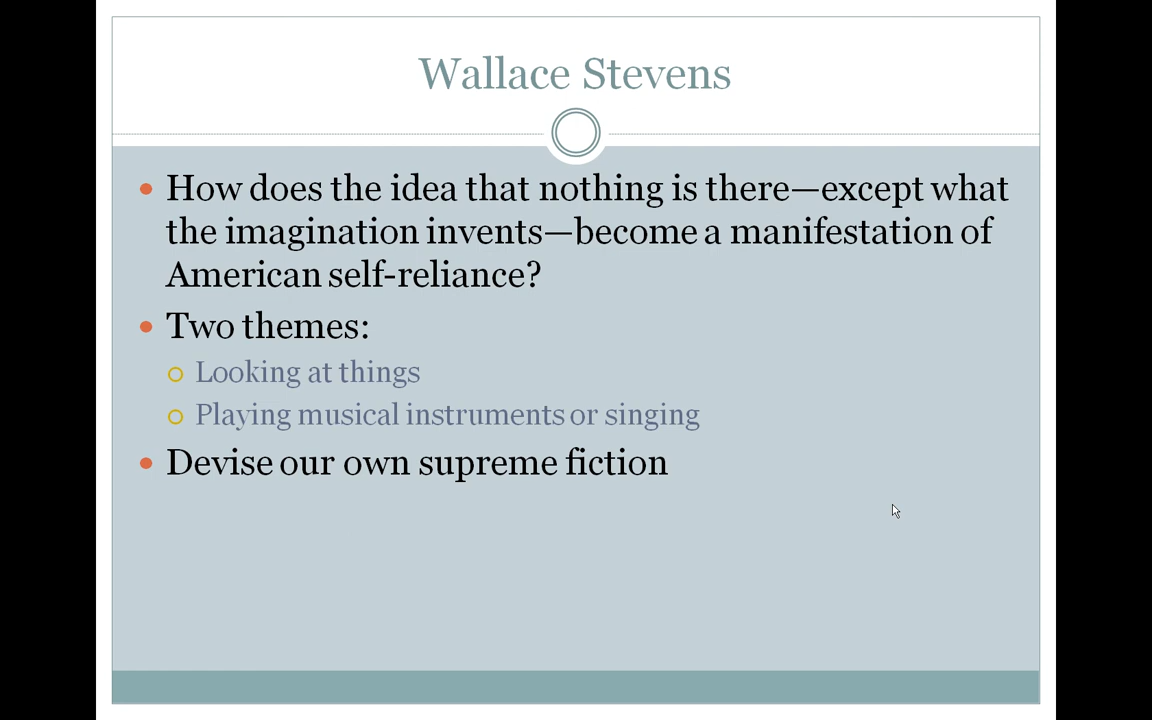 Wallace Stevens
How does the idea that nothing is there—except what
the imagination invents—become a manifestation of
American self-reliance?
Two themes:
Looking at things
Playing musical instruments or singing
Devise our own supreme fiction